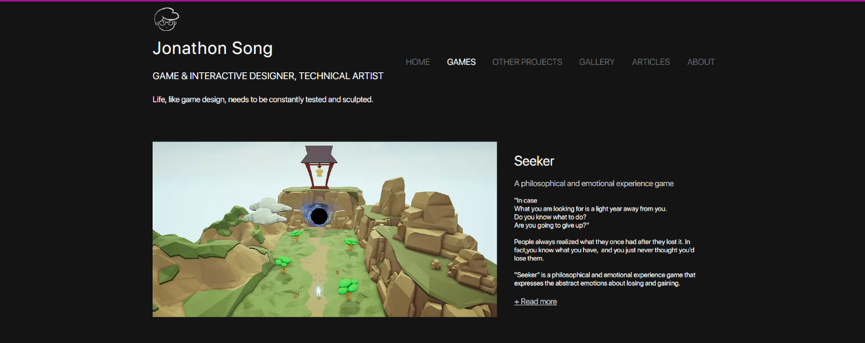 Jonathon Song
GAME & INTERACTIVE DESIGNER, TECHNICAL ARTIST
Life, like game design, needs to be constantly tested and sculpted.
HOME GAMES OTHER PROJECTS GALLERY ARTICLES ABOUT
Seeker
A philosophical and emotional experience game
"In case
What you are looking for is a light year away from you.
Do you know what to do?
Are you going to give up?"
People always realized what they once had after they lost it. In
fact,you know what you have, and you just never thought you'd
lose them.
"Seeker" is a philosophical and emotional experience game that
expresses the abstract emotions about losing and gaining.
+ Read more